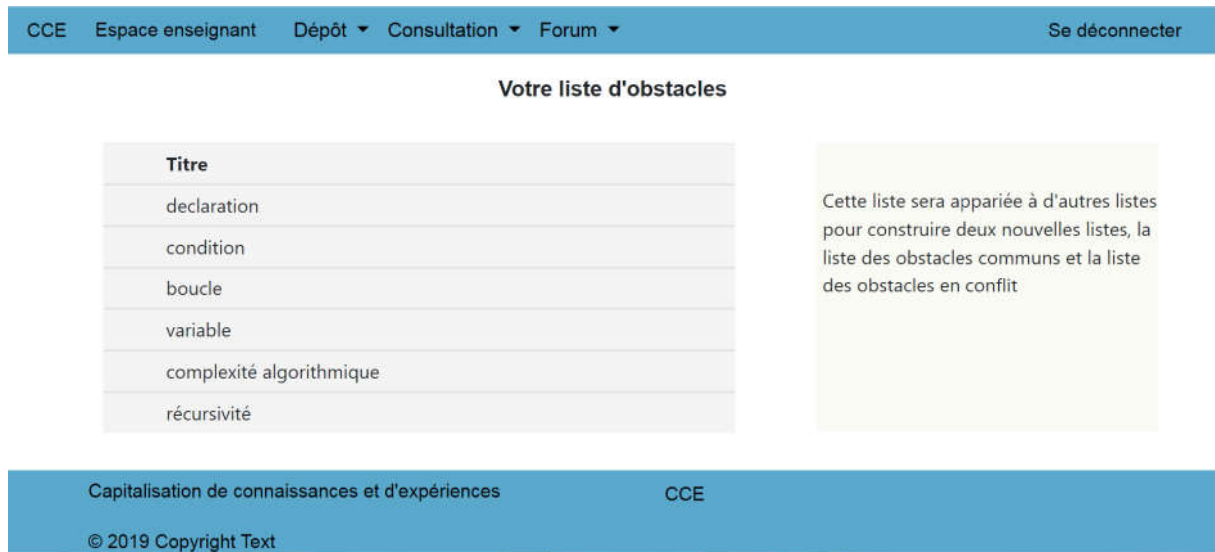 CCE Espace enseignant Dépôt Consultation Forum Se déconnecter
Votre liste d'obstacles
Titre
declaration
condition
boucle
variable
complexité algorithmique
récursivité
Cette liste sera appariée à d'autres listes
pour construire deux nouvelles listes, la
liste des obstacles communs et la liste
des obstacles en conflit
Capitalisation de connaissances et d'expériences CCE
© 2019 Copyright Text